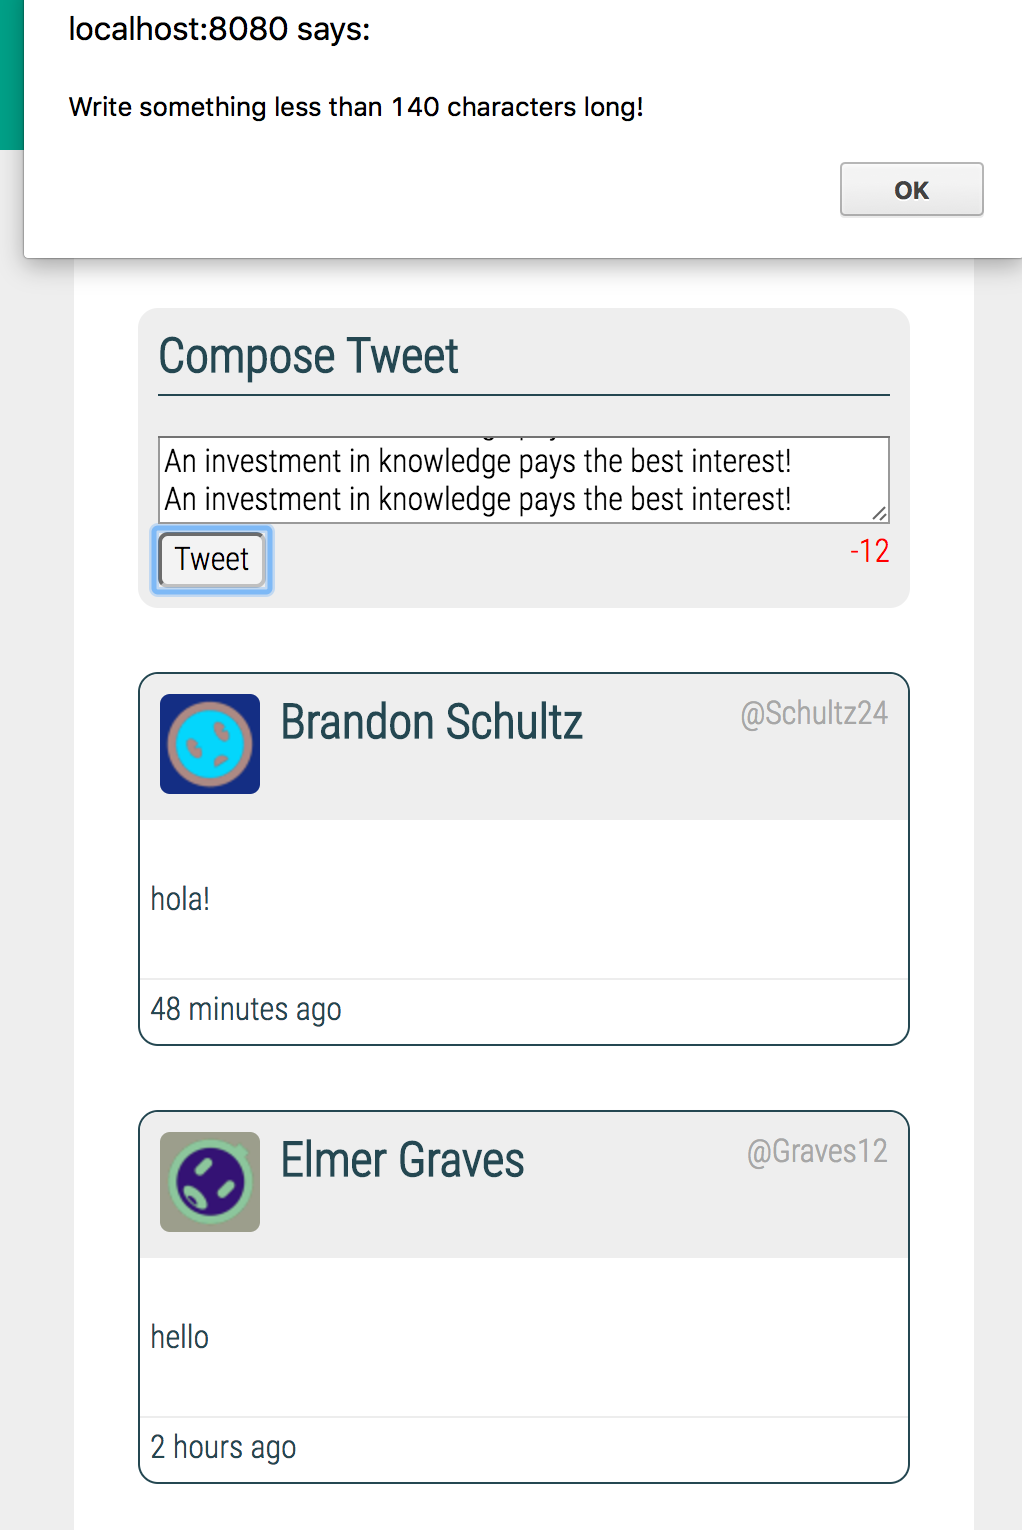 localhost:8080 says:
Write something less than 140 characters long!
OK
Compose Tweet
An investment in knowledge pays the best interest!
An investment in knowledge pays the best interest!
Tweet
-12
Brandon Schultz
@Schultz24
hola!
48 minutes ago
Elmer Graves
@Graves12
hello
2 hours ago